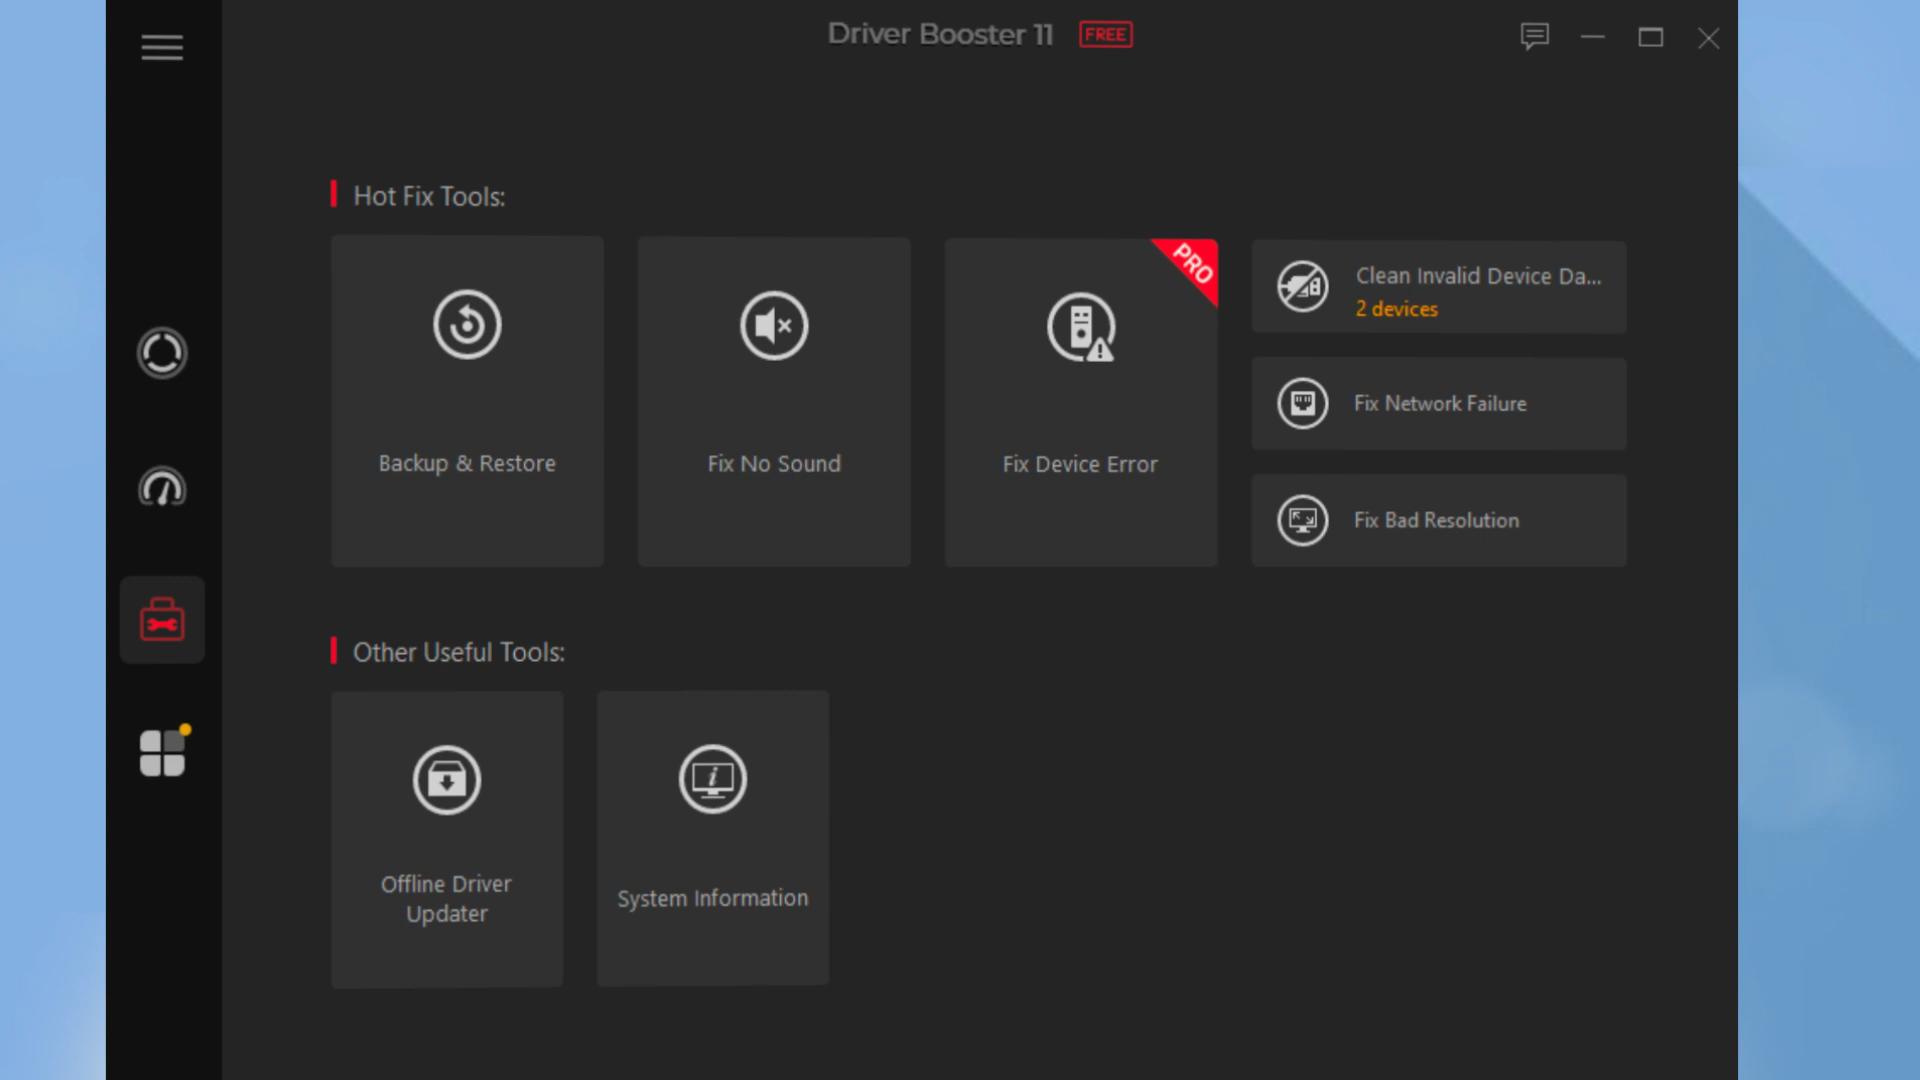 Driver Booster 11 FREE
Hot Fix Tools:
Backup & Restore
Fix No Sound
PRO
Fix Device Error
Clean Invalid Device Da...
2 devices
Fix Network Failure
Fix Bad Resolution
Other Useful Tools:
Offline Driver
Updater
System Information